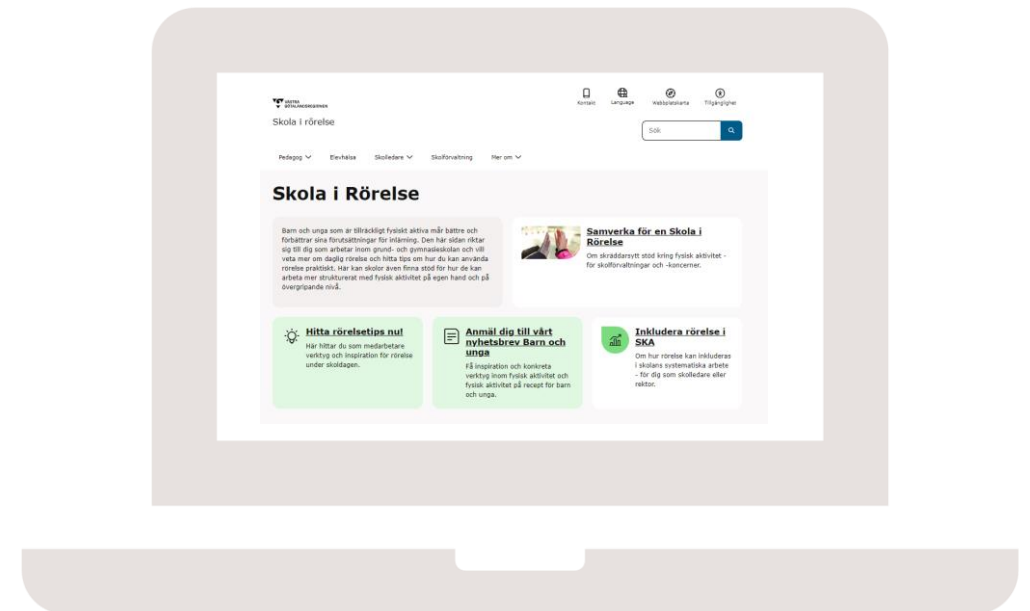 VÄSTRA
GÖTALANDSREGIONEN
Kontakt
Language
Webbplatskarta
Tillgänglighet
Skola i rörelse
Sök
Pedagog
Elevhälsa
Skolledare
Skolförvaltning
Mer om
Skola i Rörelse
Barn och unga som är tillräckligt fysiskt aktiva mår bättre och
förbättrar sina förutsättningar för inlärning. Den här sidan riktar
sig till dig som arbetar inom grund- och gymnasieskolan och vill
veta mer om daglig rörelse och hitta tips om hur du kan använda
rörelse praktiskt. Här kan skolor även finna stöd för hur de kan
arbeta mer strukturerat med fysisk aktivitet på egen hand och på
övergripande nivå.
Samverka för en Skola i
Rörelse
Om skräddarsytt stöd kring fysisk aktivitet -
för skolförvaltningar och -koncerner.
Hitta rörelsetips nu!
Här hittar du som medarbetare
verktyg och inspiration för rörelse
under skoldagen.
Anmäl dig till vårt
nyhetsbrev Barn och
unga
Få inspiration och konkreta
verktyg inom fysisk aktivitet och
fysisk aktivitet på recept för barn
och unga.
Inkludera rörelse i
SKA
Om hur rörelse kan inkluderas
i skolans systematiska arbete
- för dig som skolledare eller
rektor.